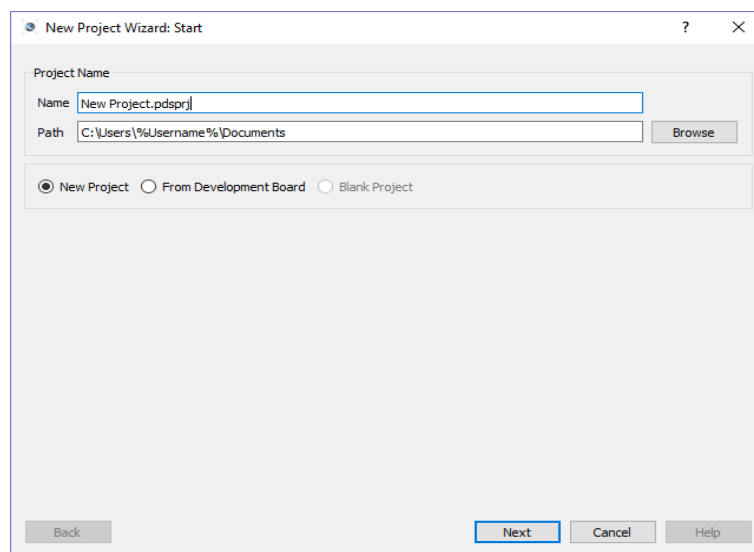 New Project Wizard: Start ? ×
Project Name
Name New Project.pdsprj
Path C:\Users\%Username%\Documents Browse
New Project From Development Board Blank Project
Back Next Cancel Help